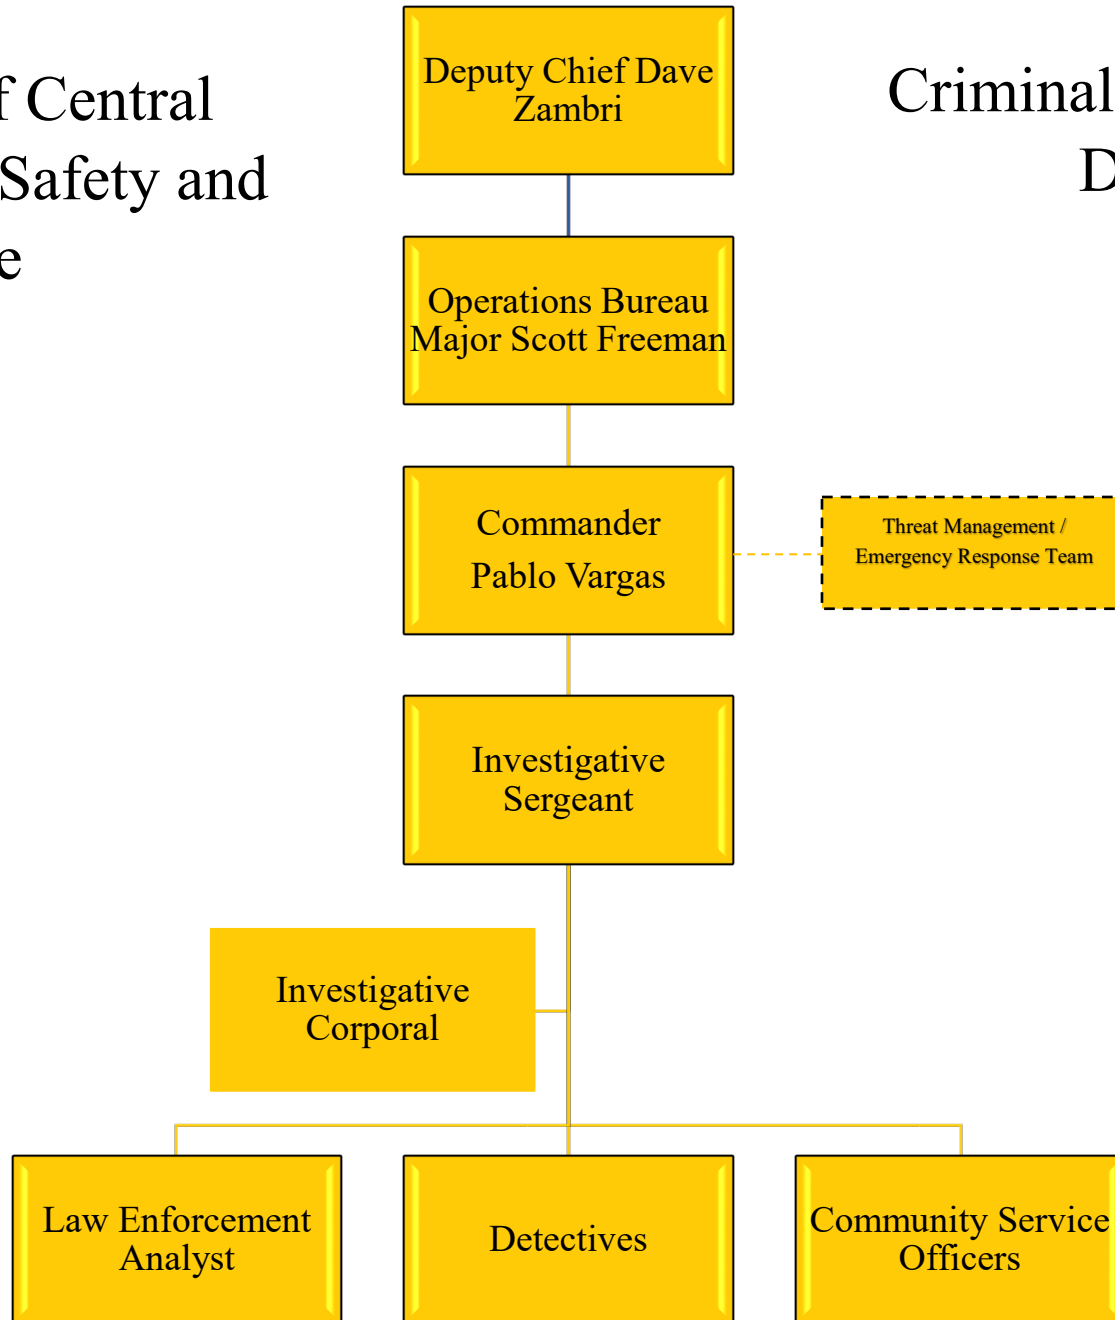 f Central
Safety and
e
Criminal
D
Deputy Chief Dave
Zambri
Operations Bureau
Major Scott Freeman
Commander
Pablo Vargas
Threat Management /
Emergency Response Team
Investigative
Sergeant
Investigative
Corporal
Law Enforcement
Analyst
Detectives
Community Service
Officers